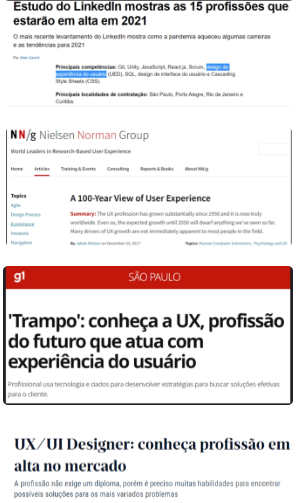 Estudo do LinkedIn mostras as 15 profissões que
estarão em alta em 2021
O mais recente levantamento do LinkedIn mostra como a pandemia aqueceu algumas carreiras
e as tendências para 2021
Por
Principais competências: Git, Unity, JavaScript, React.js, Scrum, design de
experiência do usuário (UED), SQL, design de interface de usuário e Cascading
Style Sheets (CSS).
Principais localidades de contratação: São Paulo, Porto Alegre, Rio de Janeiro e
Curitiba.
NN/g Nielsen Norman Group
World Leaders in Research-Based User Experience
Home Articles Training & Events Consulting Reports & Books About NN/g
Topics
Agile
Design Process
Ecommerce
Intranets
Navigation
A 100-Year View of User Experience
Summary: The UX profession has grown substantially since 1950 and it is now truly
worldwide. Even so, the expected growth until 2050 will dwarf anything we've seen so far.
Many drivers of UX growth are not immediately apparent to most people in the field.
By Jakob Nielsen on December 24, 2017 Topics: Human Computer Interaction, Psychology and UX
g1 SÃO PAULO
'Trampo': conheça a UX, profissão
do futuro que atua com
experiência do usuário
Profissional usa tecnologia e dados para desenvolver estratégias para buscar soluções efetivas
para o cliente.
UX/UI Designer: conheça profissão em
alta no mercado
A profissão não exige um diploma, porém é preciso muitas habilidades para encontrar
possíveis soluções para os mais variados problemas